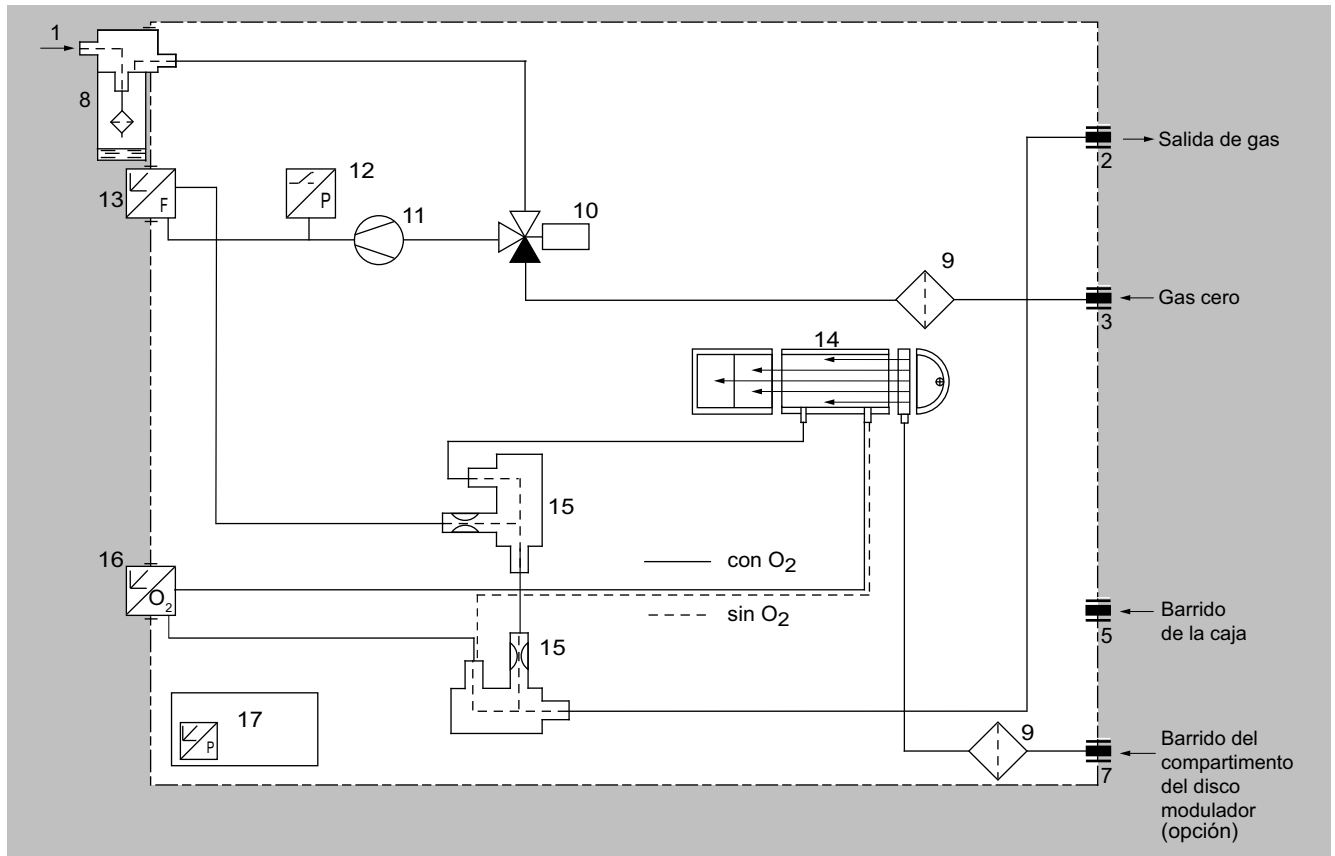 1
8
13
F
12
P
11
10
2
Salida de gas
9
3
Gas cero
14
15
16
O2
con O2
sin O2
15
5
Barrido
de la caja
17
P
9
7
Barrido del
compartimento
del disco
modulador
(opción)